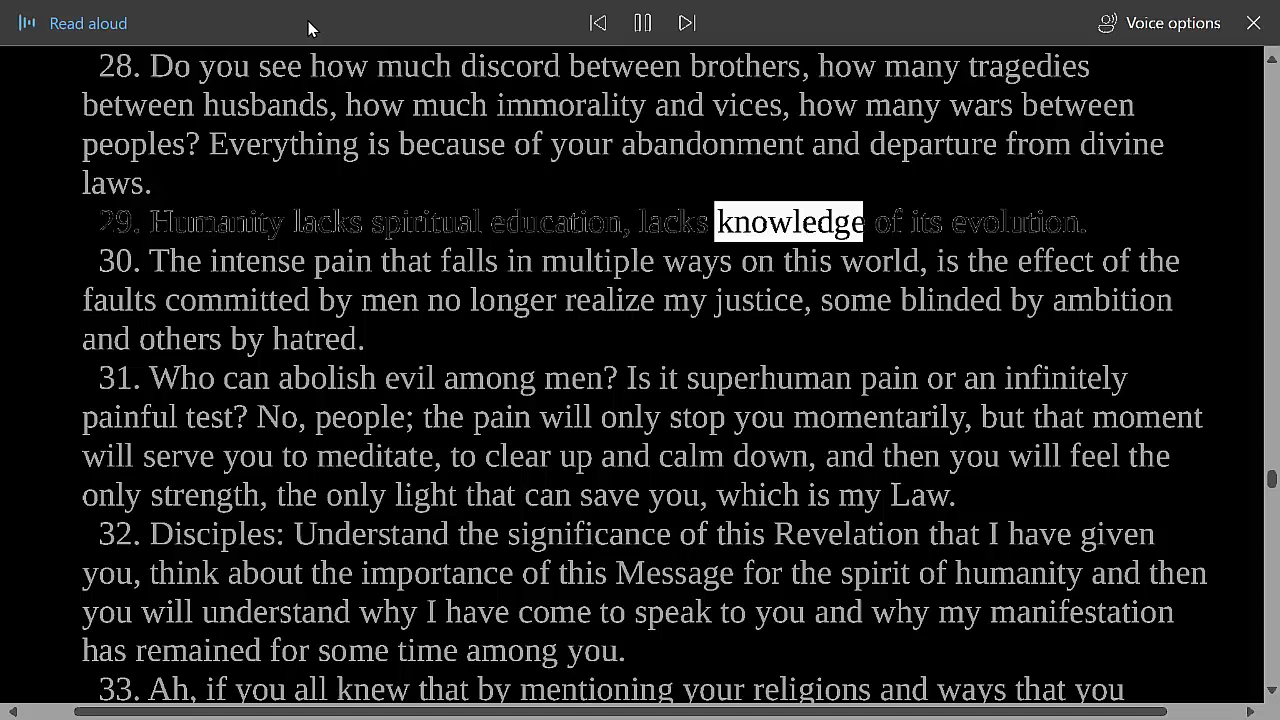 Read aloud
Voice options
28. Do you see how much discord between brothers, how many tragedies
between husbands, how much immorality and vices, how many wars between
peoples? Everything is because of your abandonment and departure from divine
laws.
29. Humanity lacks spiritual education, lacks knowledge of its evolution.
30. The intense pain that falls in multiple ways on this world, is the effect of the
faults committed by men no longer realize my justice, some blinded by ambition
and others by hatred.
31. Who can abolish evil among men? Is it superhuman pain or an infinitely
painful test? No, people; the pain will only stop you momentarily, but that moment
will serve you to meditate, to clear up and calm down, and then you will feel the
only strength, the only light that can save you, which is my Law.
32. Disciples: Understand the significance of this Revelation that I have given
you, think about the importance of this Message for the spirit of humanity and then
you will understand why I have come to speak to you and why my manifestation
has remained for some time among you.
33. Ah, if you all knew that by mentioning your religions and ways that you